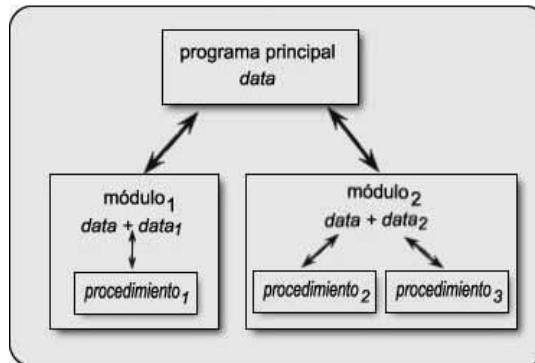 programa principal
data
módulo1
data + data1
procedimiento1
módulo2
data + data2
procedimiento2
procedimiento3